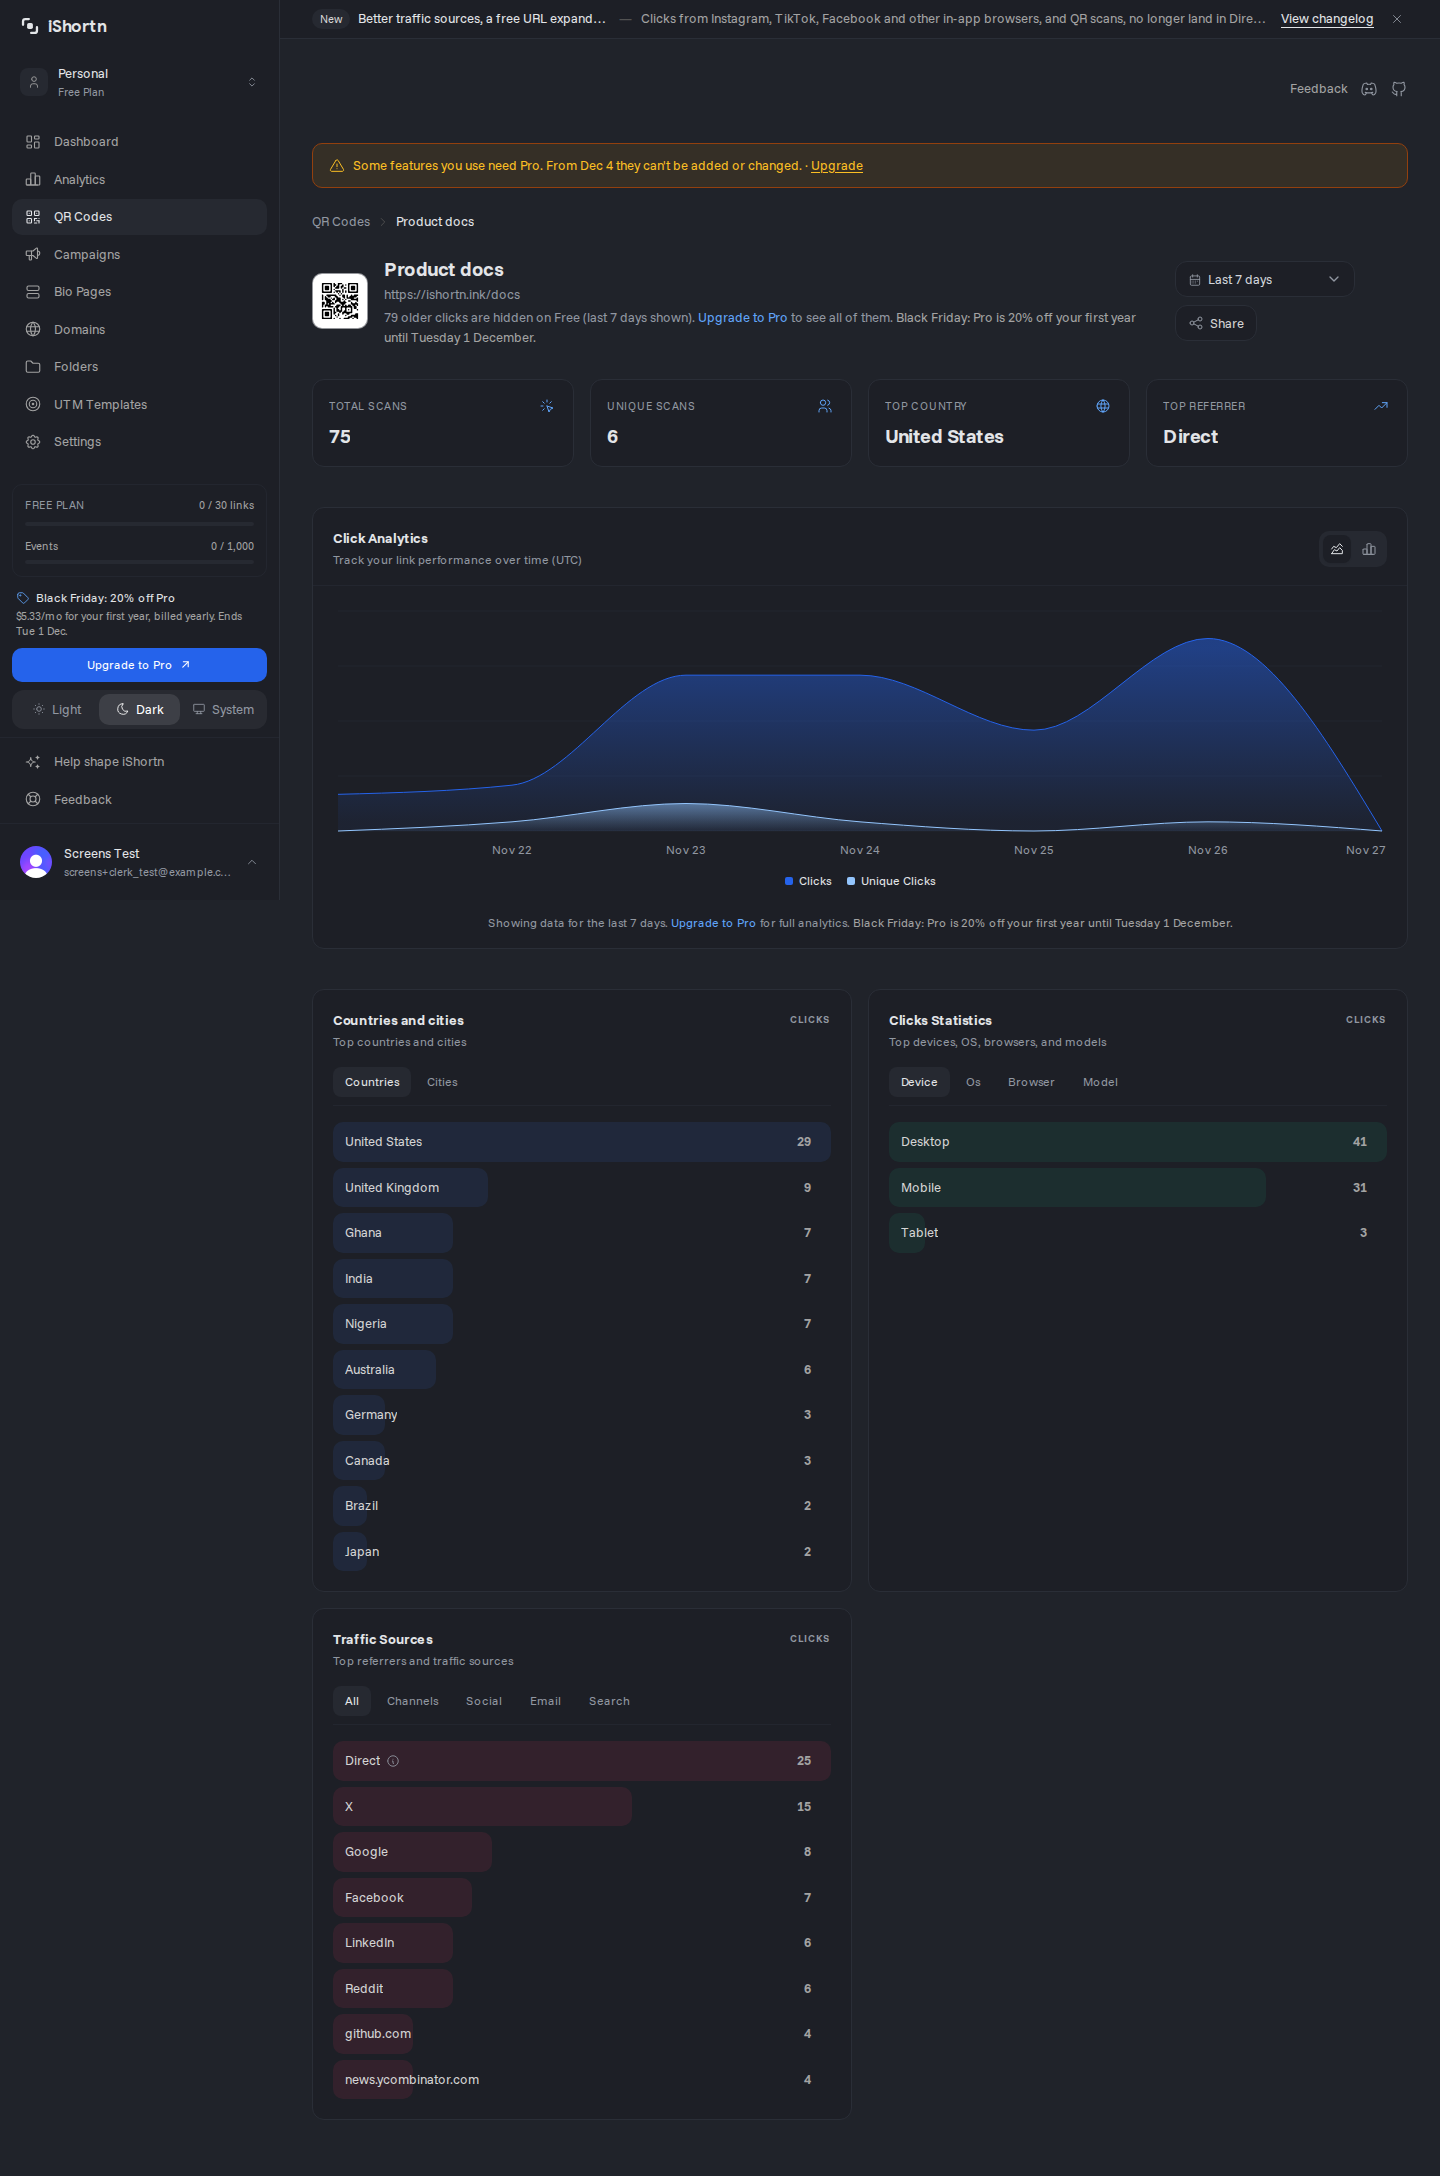 iShortn
Personal
Free Plan
Dashboard
Analytics
QR Codes
Campaigns
Bio Pages
Domains
Folders
UTM Templates
Settings
FREE PLAN 0 / 30 links
Events 0 / 1,000
Black Friday: 20% off Pro
$5.33/mo for your first year, billed yearly. Ends
Tue 1 Dec.
Upgrade to Pro
Light Dark System
Help shape iShortn
Feedback
Screens Test
screens+clerk_test@example.c...
New Better traffic sources, a free URL expand... — Clicks from Instagram, TikTok, Facebook and other in-app browsers, and QR scans, no longer land in Dire... View changelog
Feedback
Some features you use need Pro. From Dec 4 they can't be added or changed. · Upgrade
QR Codes Product docs
Product docs
https://ishortn.ink/docs
79 older clicks are hidden on Free (last 7 days shown). Upgrade to Pro to see all of them. Black Friday: Pro is 20% off your first year
until Tuesday 1 December.
Last 7 days
Share
TOTAL SCANS
75
UNIQUE SCANS
6
TOP COUNTRY
United States
TOP REFERRER
Direct
Click Analytics
Track your link performance over time (UTC)
Nov 22 Nov 23 Nov 24 Nov 25 Nov 26 Nov 27
Clicks Unique Clicks
Showing data for the last 7 days. Upgrade to Pro for full analytics. Black Friday: Pro is 20% off your first year until Tuesday 1 December.
Countries and cities CLICKS
Top countries and cities
Countries Cities
United States 29
United Kingdom 9
Ghana 7
India 7
Nigeria 7
Australia 6
Germany 3
Canada 3
Brazil 2
Japan 2
Clicks Statistics CLICKS
Top devices, OS, browsers, and models
Device Os Browser Model
Desktop 41
Mobile 31
Tablet 3
Traffic Sources CLICKS
Top referrers and traffic sources
All Channels Social Email Search
Direct 25
X 15
Google 8
Facebook 7
LinkedIn 6
Reddit 6
github.com 4
news.ycombinator.com 4